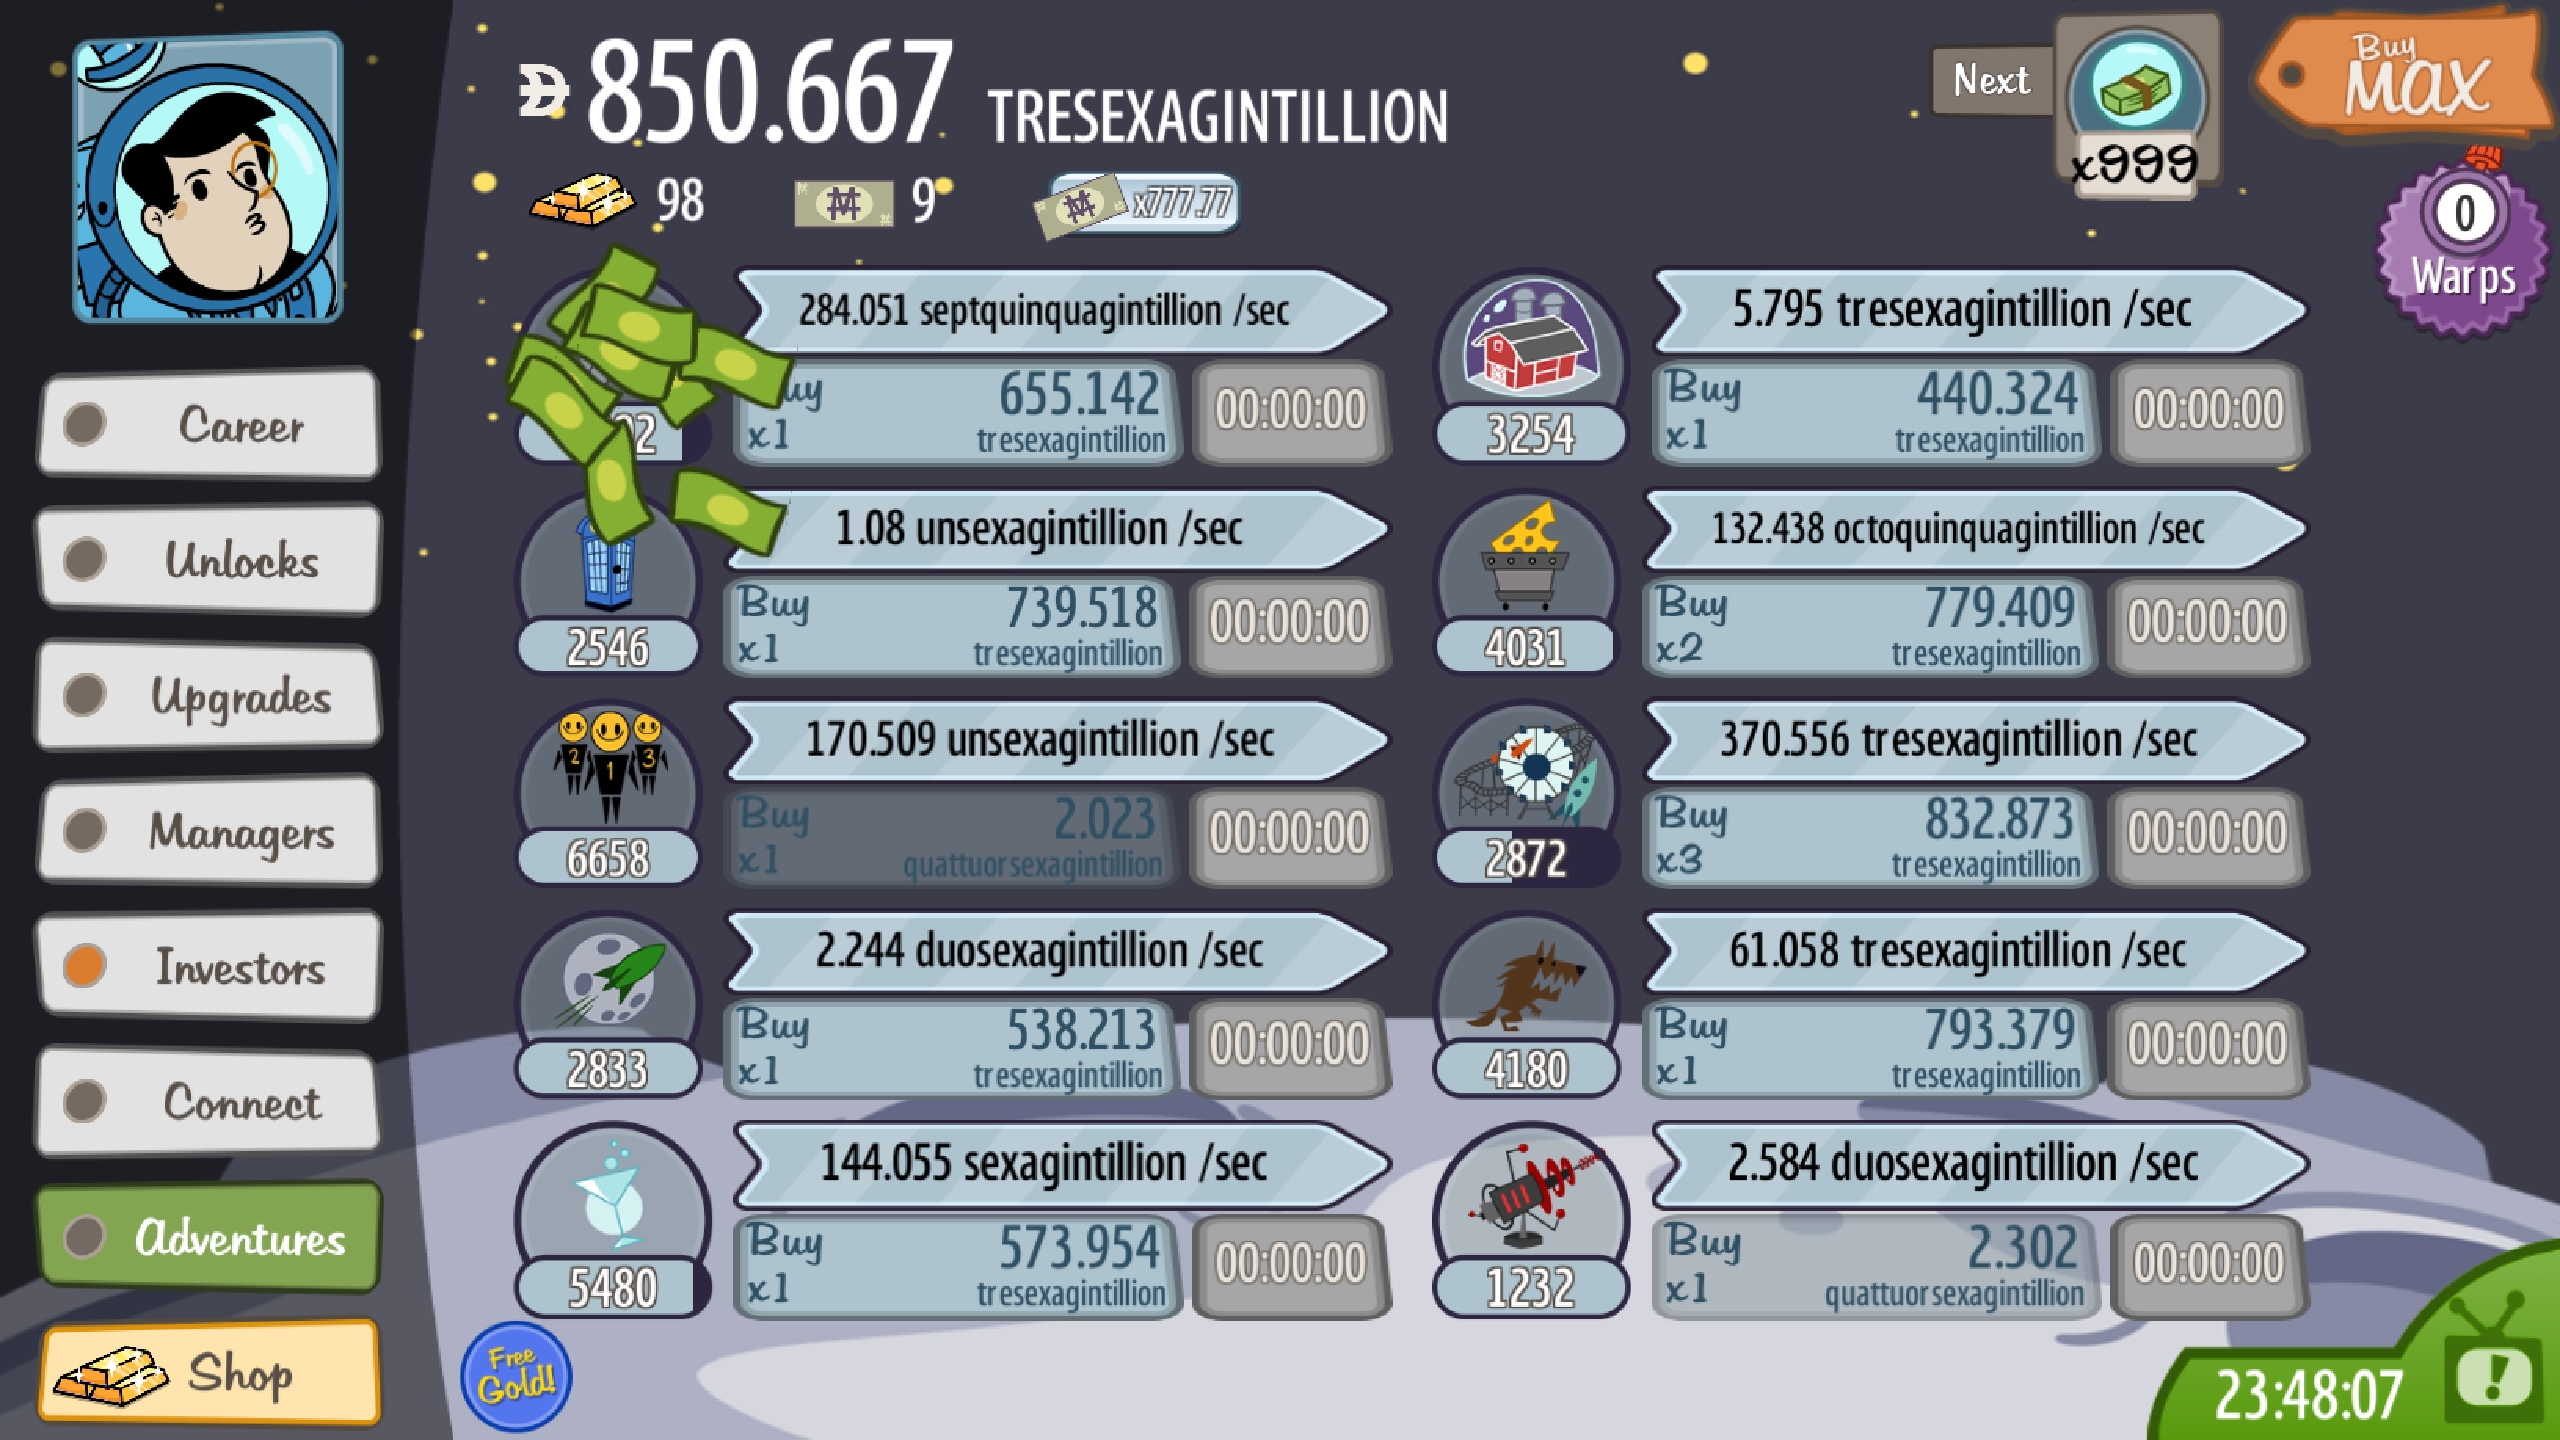 850.667 TRESEXAGINTILLION
Next
x999
Buy
MAX
98
9
x777.77
0
Warps
Career
Unlocks
Upgrades
Managers
Investors
Connect
Adventures
Shop
284.051 septquinquagintillion /sec
655.142
x1
tresexagintillion
00:00:00
5.795 tresexagintillion /sec
3254
Buy 440.324
x1 tresexagintillion
00:00:00
1.08 unsexagintillion /sec
2546
Buy 739.518
x1 tresexagintillion
00:00:00
132.438 octoquinquagintillion /sec
4031
Buy 779.409
x2 tresexagintillion
00:00:00
2
1
3
170.509 unsexagintillion /sec
6658
Buy 2.023
x1 quattuorsexagintillion
00:00:00
370.556 tresexagintillion /sec
2872
Buy 832.873
x3 tresexagintillion
00:00:00
2.244 duosexagintillion /sec
2833
Buy 538.213
x1 tresexagintillion
00:00:00
61.058 tresexagintillion /sec
4180
Buy 793.379
x1 tresexagintillion
00:00:00
144.055 sexagintillion /sec
5480
Buy 573.954
x1 tresexagintillion
00:00:00
2.584 duosexagintillion /sec
1232
Buy 2.302
x1 quattuorsexagintillion
00:00:00
Free
Gold!
23:48:07
!